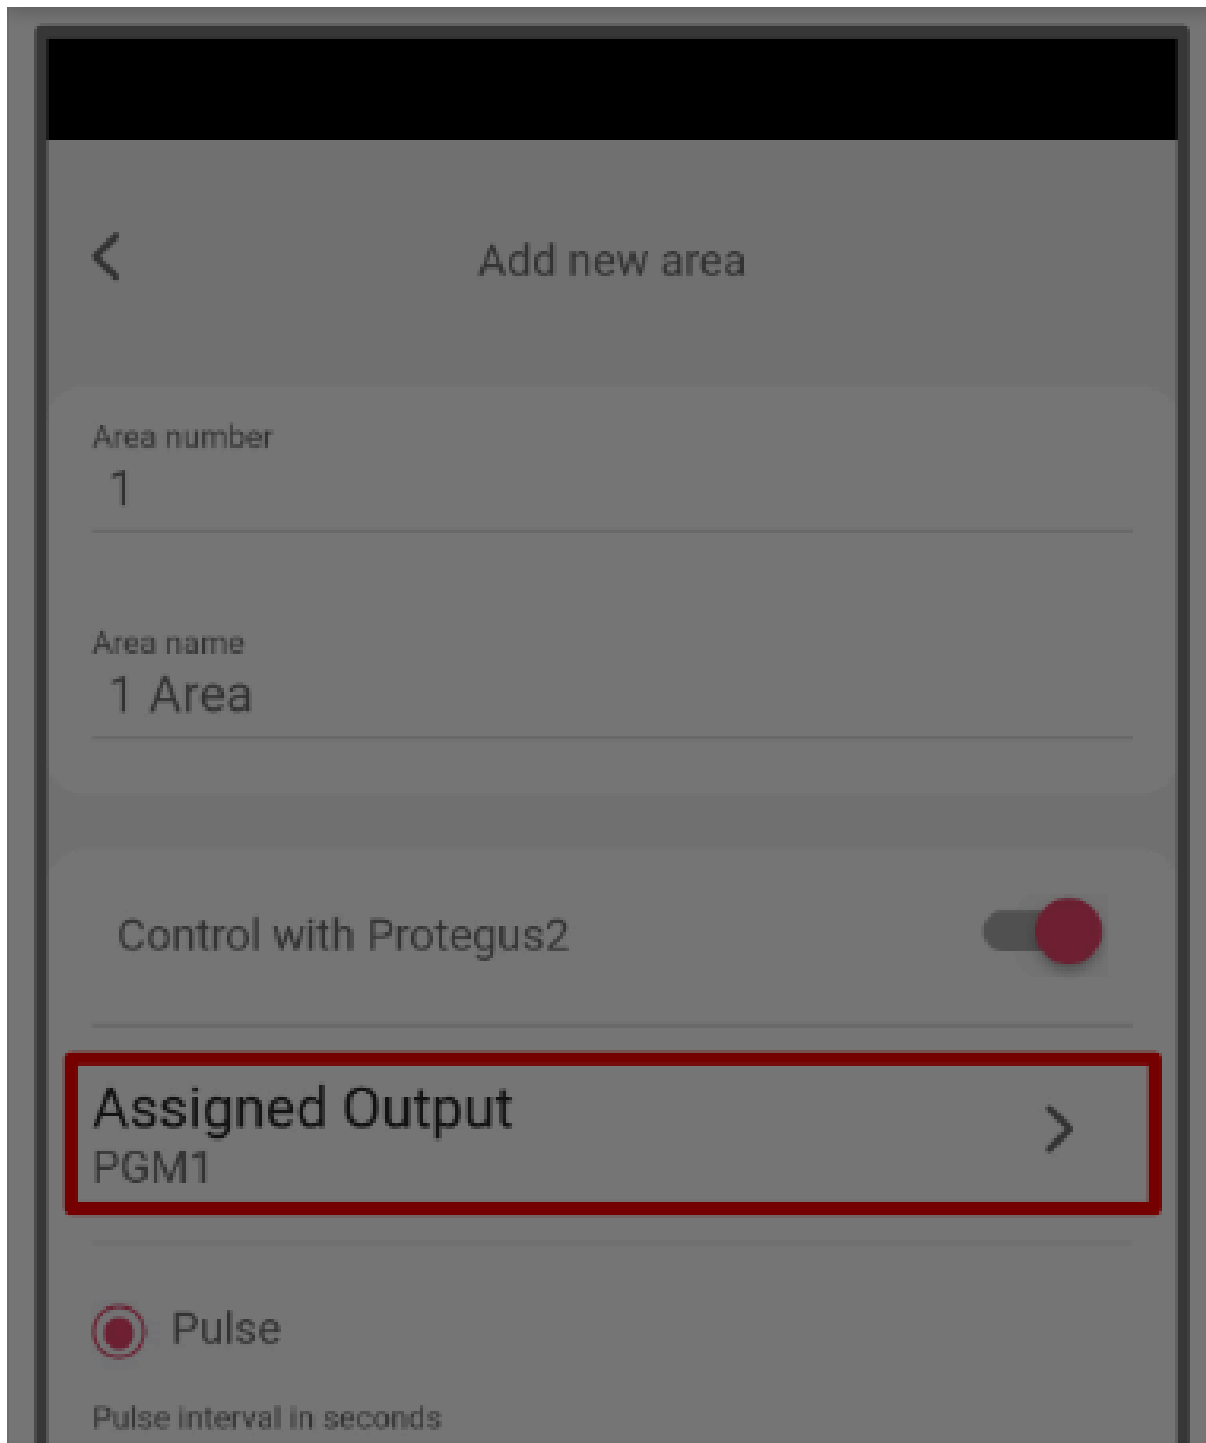 Add new area
Area number
1
Area name
1 Area
Control with Protegus2
Assigned Output
PGM1
Pulse
Pulse interval in seconds